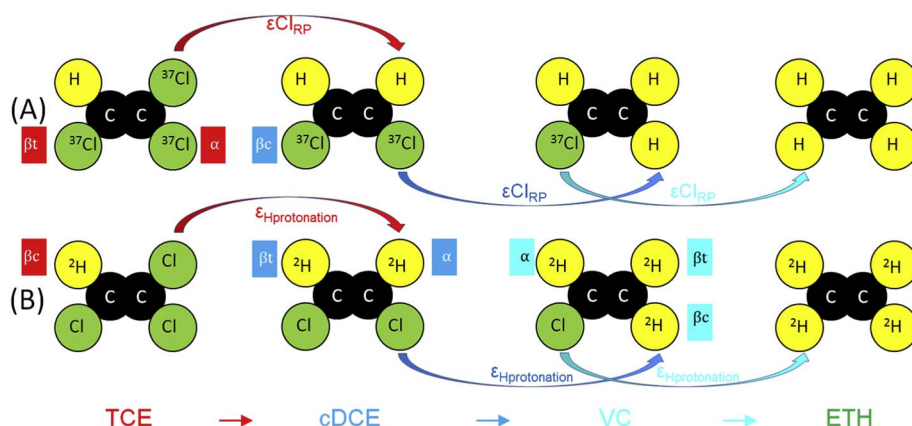 εCl_RP
H ³⁷Cl H H H H H H
(A) C C C C C C C C
βt ³⁷Cl ³⁷Cl α βc ³⁷Cl ³⁷Cl ³⁷Cl H H H
εCl_RP εCl_RP
ε_Hprotonation
βc ²H Cl βt ²H ²H α α ²H ²H βt ²H ²H
(B) C C C C C C C C
Cl Cl Cl Cl Cl ²H βc ²H ²H
ε_Hprotonation ε_Hprotonation
TCE → cDCE → VC → ETH